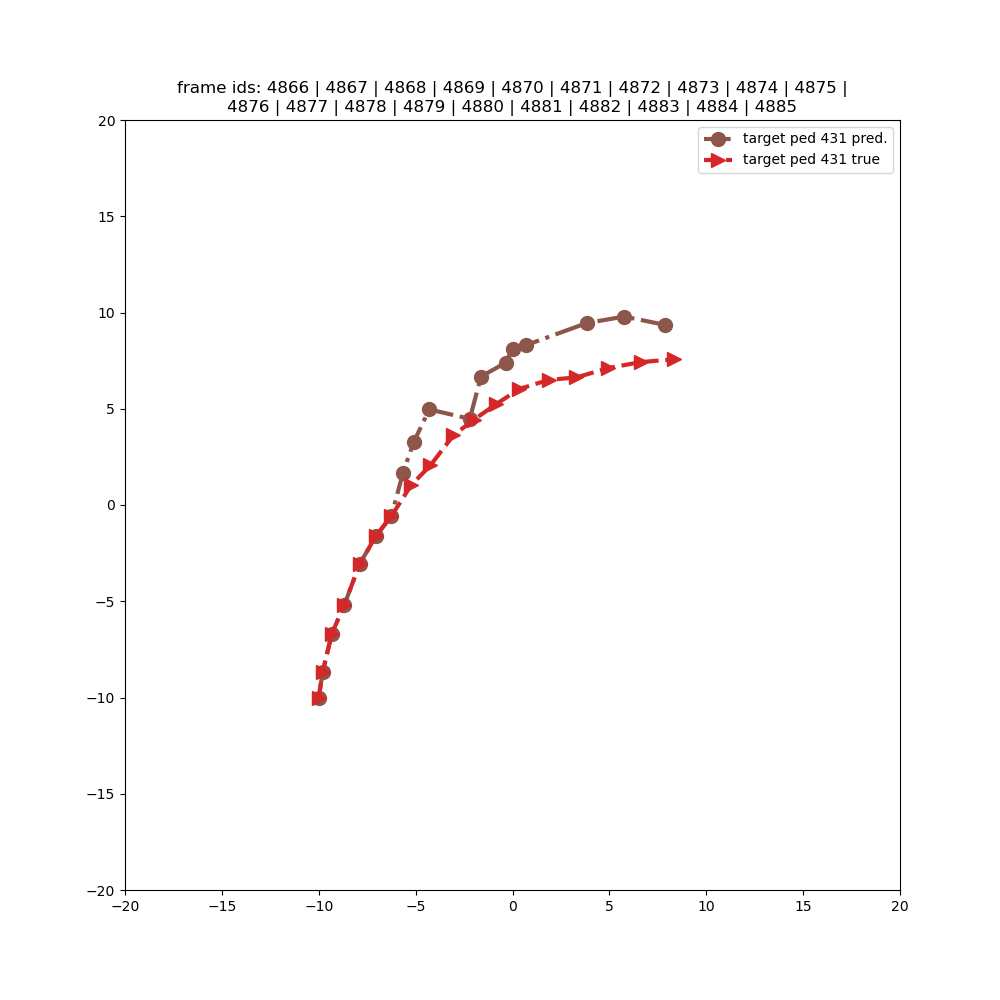 frame ids: 4866 | 4867 | 4868 | 4869 | 4870 | 4871 | 4872 | 4873 | 4874 | 4875 |
4876 | 4877 | 4878 | 4879 | 4880 | 4881 | 4882 | 4883 | 4884 | 4885
target ped 431 pred.
target ped 431 true
20
15
10
5
0
−5
−10
−15
−20
−20 −15 −10 −5 0 5 10 15 20